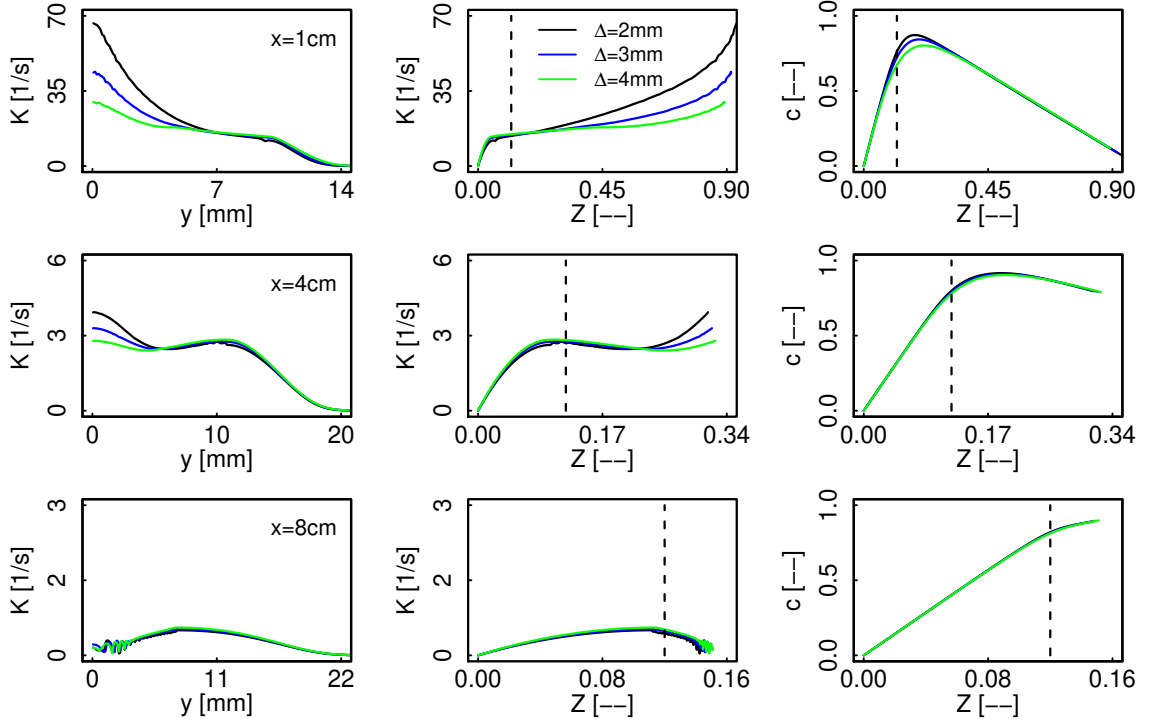 K [1/s]
0 35 70
x=1cm
0 7 14
y [mm]
K [1/s]
0 35 70
Δ=2mm
Δ=3mm
Δ=4mm
0.00 0.45 0.90
Z [−−]
c [−−]
0.0 0.5 1.0
0.00 0.45 0.90
Z [−−]
K [1/s]
0 3 6
x=4cm
0 10 20
y [mm]
K [1/s]
0 3 6
0.00 0.17 0.34
Z [−−]
c [−−]
0.0 0.5 1.0
0.00 0.17 0.34
Z [−−]
K [1/s]
0 2 3
x=8cm
0 11 22
y [mm]
K [1/s]
0 2 3
0.00 0.08 0.16
Z [−−]
c [−−]
0.0 0.5 1.0
0.00 0.08 0.16
Z [−−]